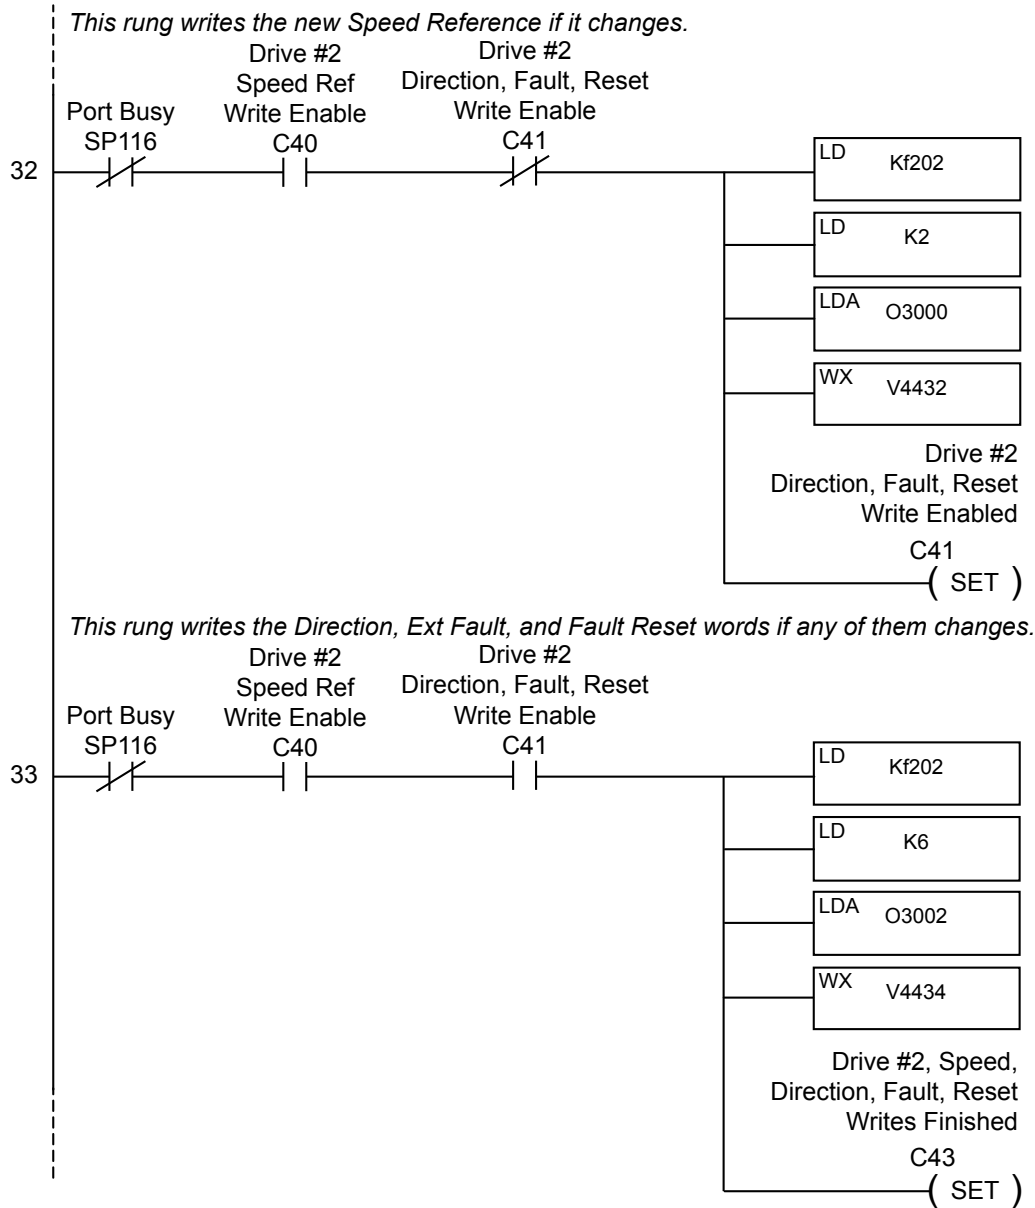 This rung writes the new Speed Reference if it changes.
Drive #2
Speed Ref
Write Enable
C40
Drive #2
Direction, Fault, Reset
Write Enable
C41
Port Busy
SP116
32
LD Kf202
LD K2
LDA O3000
WX V4432
Drive #2
Direction, Fault, Reset
Write Enabled
C41
( SET )
This rung writes the Direction, Ext Fault, and Fault Reset words if any of them changes.
Drive #2
Speed Ref
Write Enable
C40
Drive #2
Direction, Fault, Reset
Write Enable
C41
Port Busy
SP116
33
LD Kf202
LD K6
LDA O3002
WX V4434
Drive #2, Speed,
Direction, Fault, Reset
Writes Finished
C43
( SET )